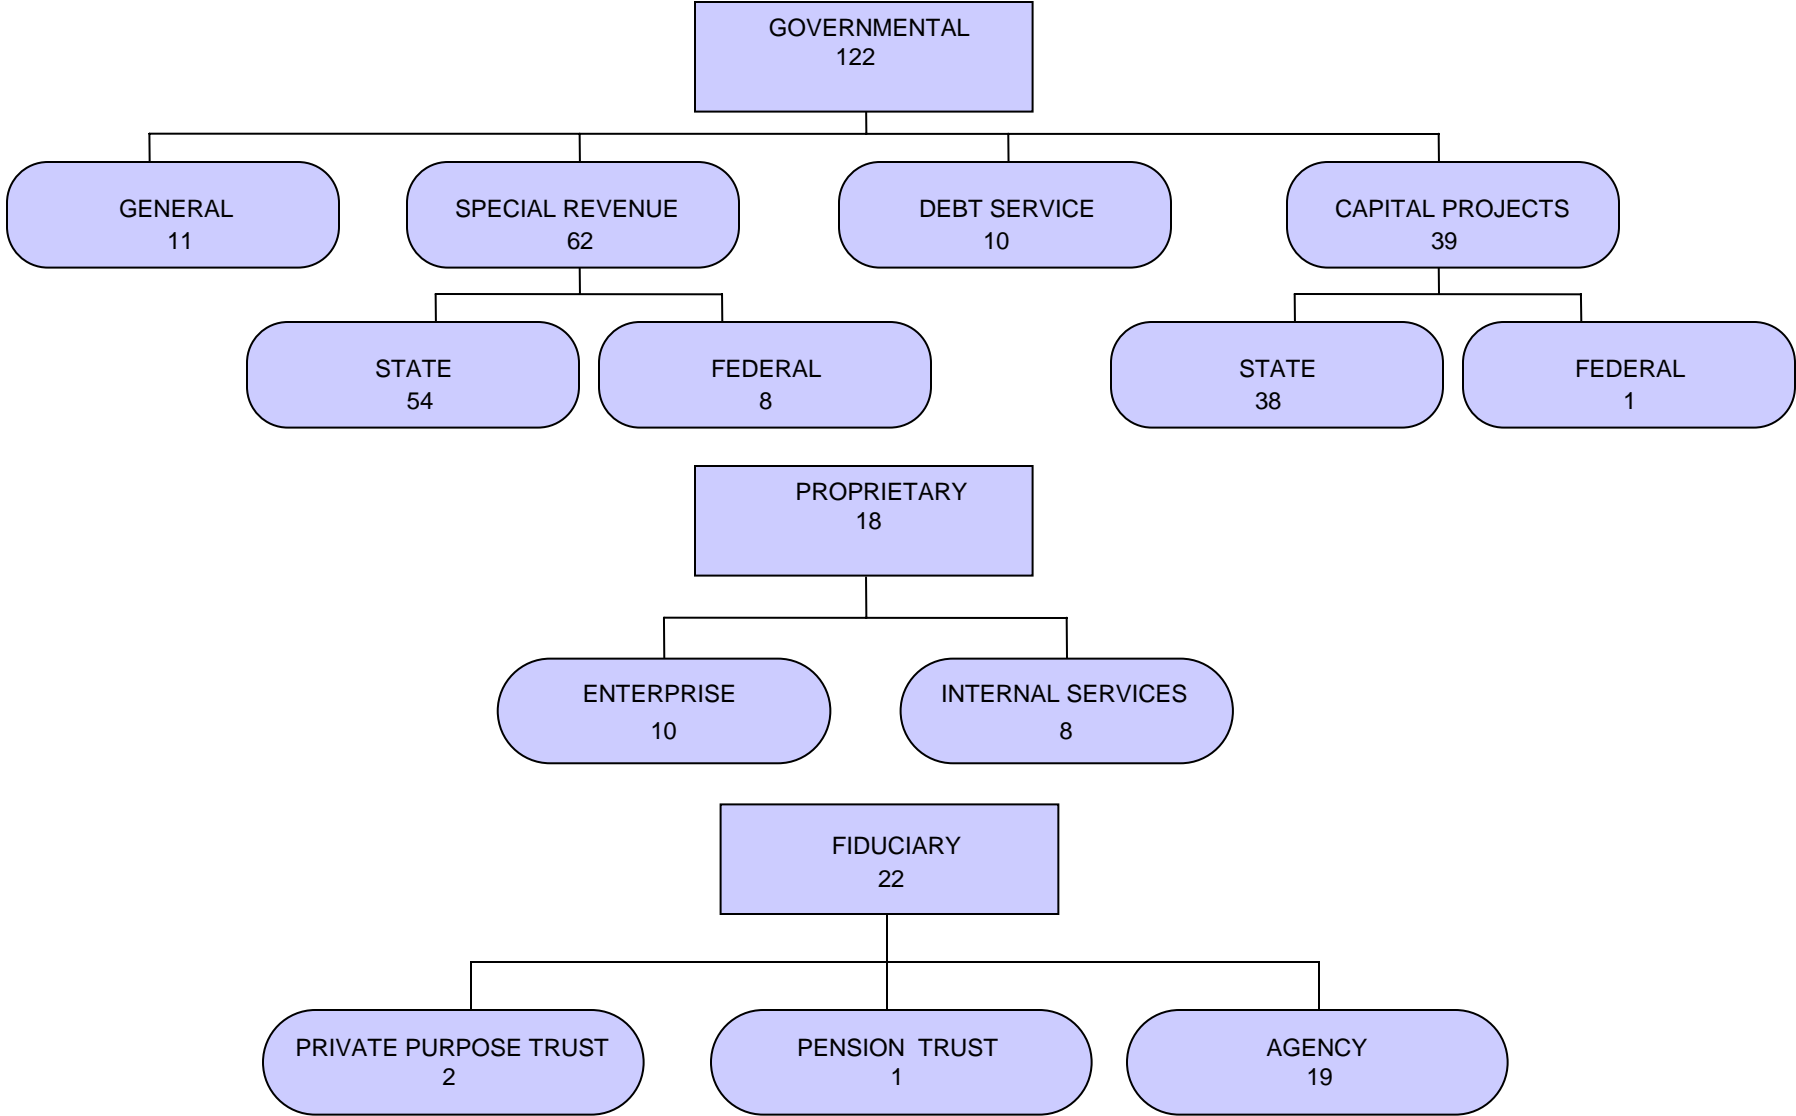 GOVERNMENTAL
122
GENERAL
11
SPECIAL REVENUE
62
DEBT SERVICE
10
CAPITAL PROJECTS
39
STATE
54
FEDERAL
8
STATE
38
FEDERAL
1
PROPRIETARY
18
ENTERPRISE
10
INTERNAL SERVICES
8
FIDUCIARY
22
PRIVATE PURPOSE TRUST
2
PENSION TRUST
1
AGENCY
19